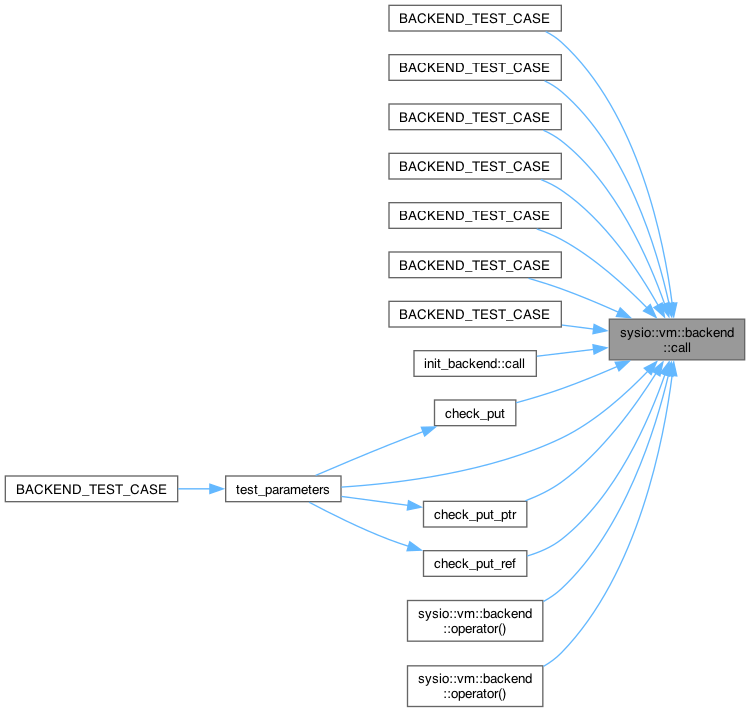 BACKEND_TEST_CASE
BACKEND_TEST_CASE
BACKEND_TEST_CASE
BACKEND_TEST_CASE
BACKEND_TEST_CASE
BACKEND_TEST_CASE
BACKEND_TEST_CASE
sysio::vm::backend
::call
init_backend::call
check_put
BACKEND_TEST_CASE
test_parameters
check_put_ptr
check_put_ref
sysio::vm::backend
::operator()
sysio::vm::backend
::operator()